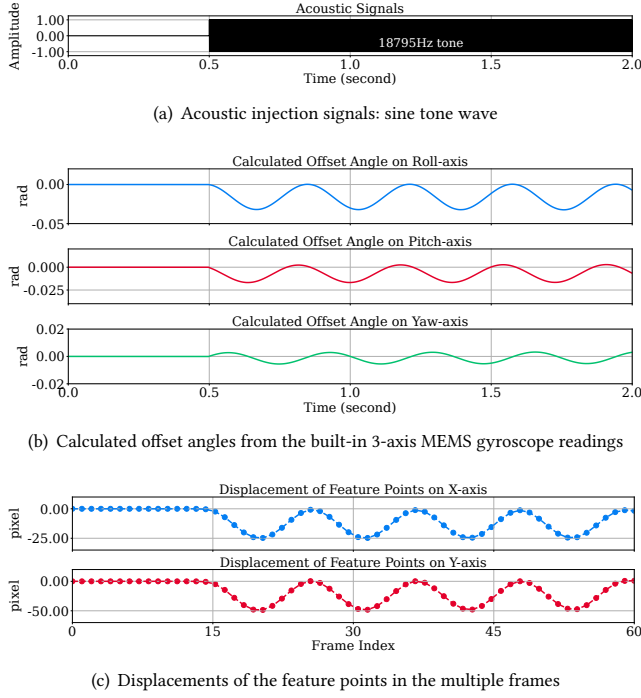 Acoustic Signals
Amplitude
1.00
0.00
-1.00
18795Hz tone
0.0 0.5 1.0 1.5 2.0
Time (second)
(a) Acoustic injection signals: sine tone wave
Calculated Offset Angle on Roll-axis
rad
0.00
-0.05
Calculated Offset Angle on Pitch-axis
rad
0.000
-0.025
Calculated Offset Angle on Yaw-axis
rad
0.02
0.00
-0.02
0.0 0.5 1.0 1.5 2.0
Time (second)
(b) Calculated offset angles from the built-in 3-axis MEMS gyroscope readings
Displacement of Feature Points on X-axis
pixel
0.00
-25.00
Displacement of Feature Points on Y-axis
pixel
0.00
-50.00
0 15 30 45 60
Frame Index
(c) Displacements of the feature points in the multiple frames